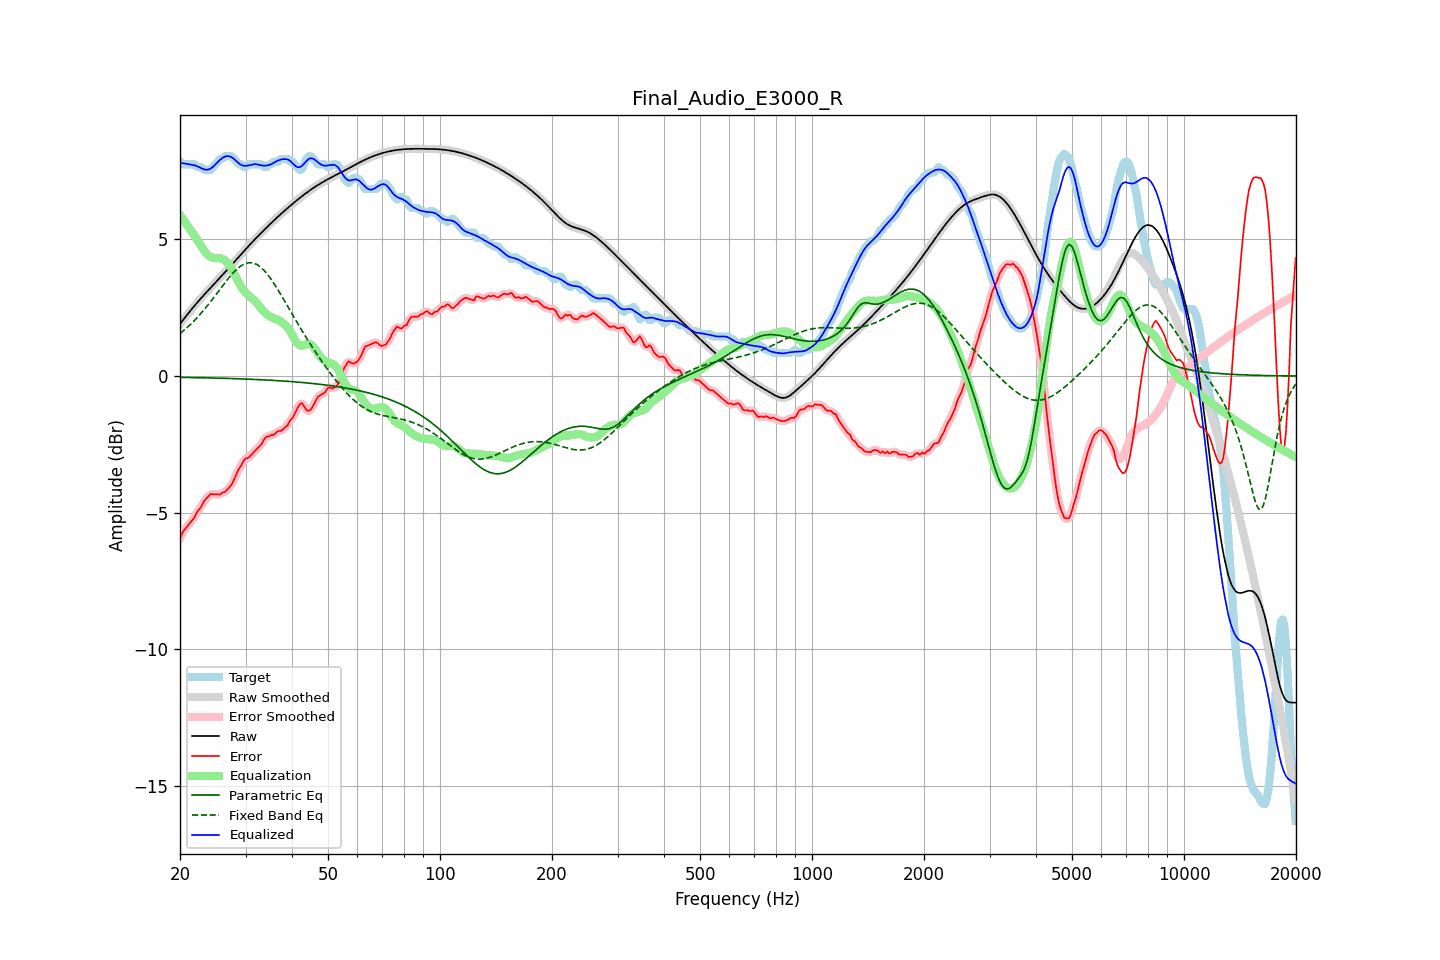 Final_Audio_E3000_R
Amplitude (dBr)
5
0
−5
−10
−15
Target
Raw Smoothed
Error Smoothed
Raw
Error
Equalization
Parametric Eq
Fixed Band Eq
Equalized
20 50 100 200 500 1000 2000 5000 10000 20000
Frequency (Hz)